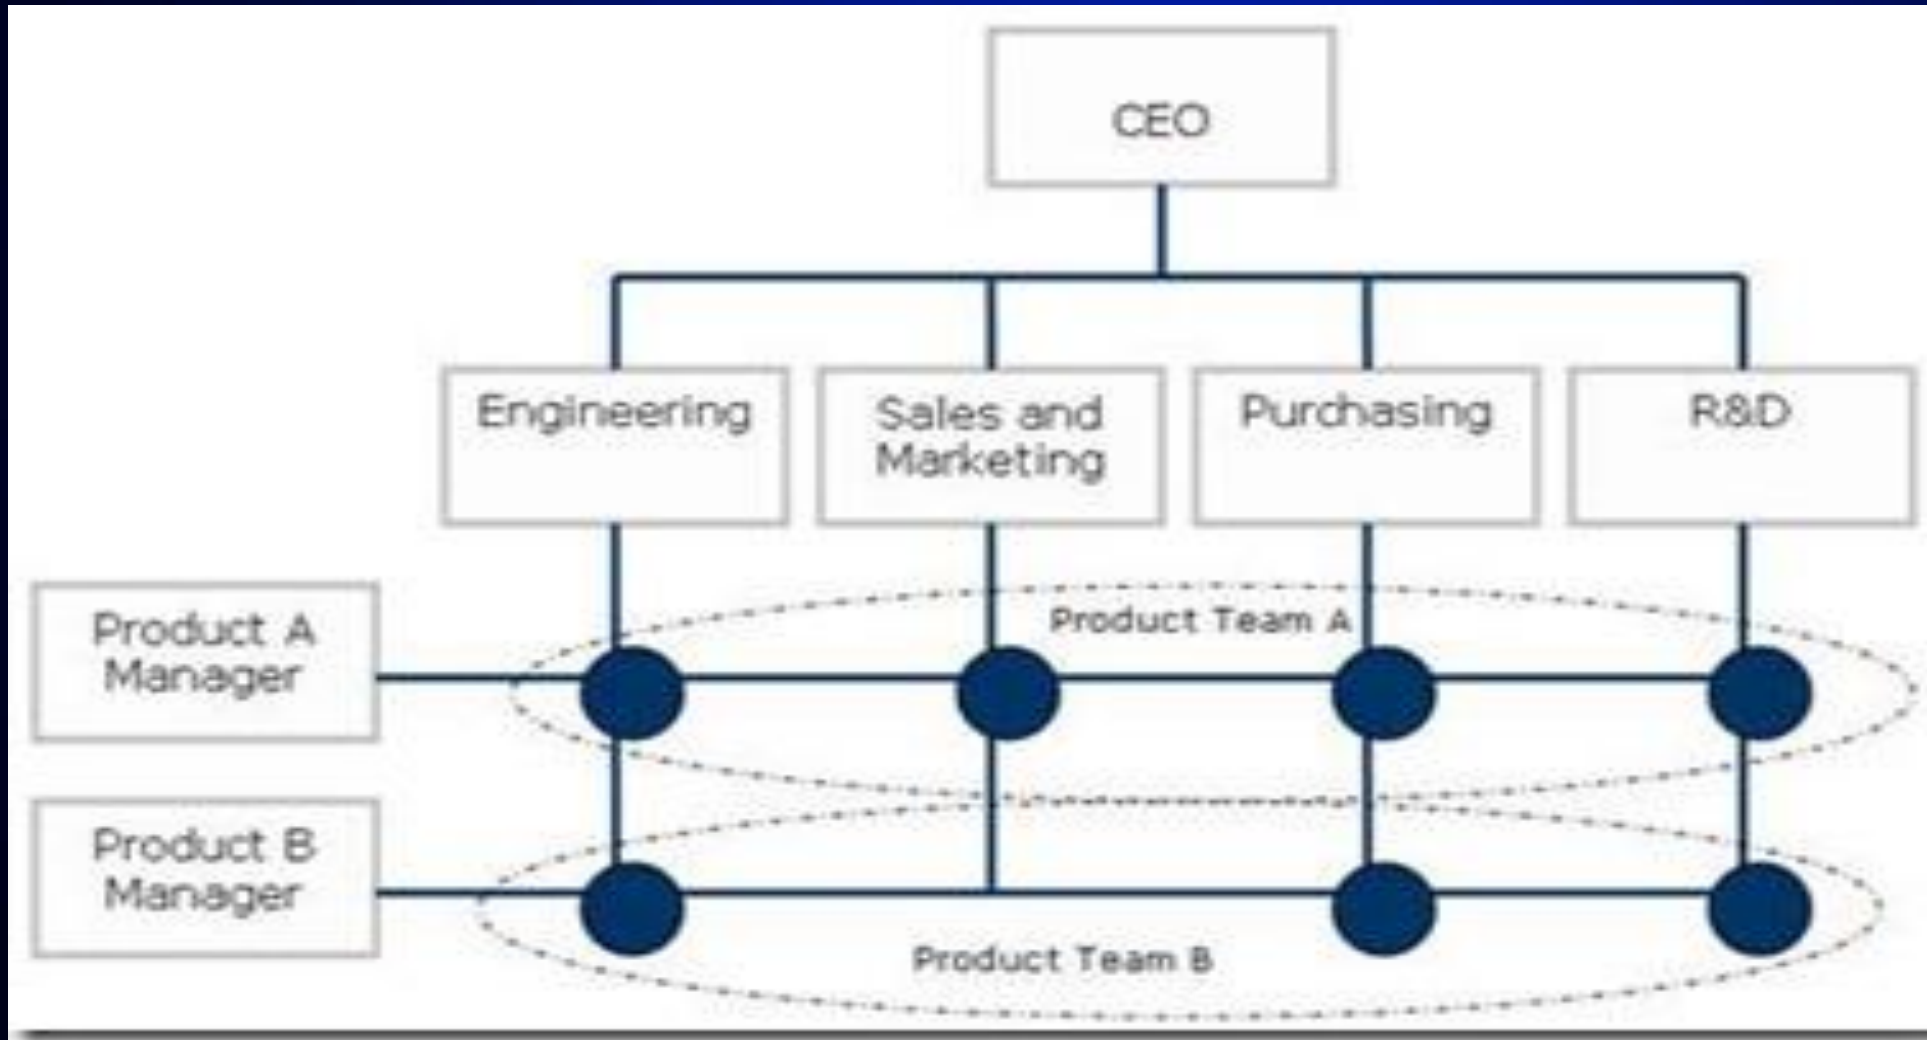 CEO
Engineering
Sales and
Marketing
Purchasing
R&D
Product A
Manager
Product Team A
Product B
Manager
Product Team B